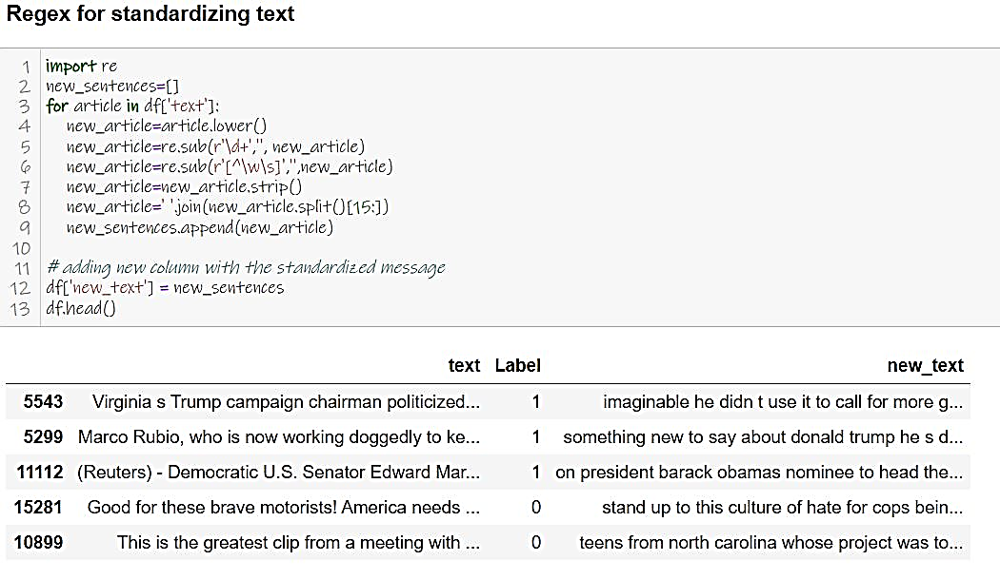 Regex for standardizing text
1 import re
2 new_sentences=[]
3 for article in df['text']:
4     new_article=article.lower()
5     new_article=re.sub(r'\d+','', new_article)
6     new_article=re.sub(r'[^\w\s]','',new_article)
7     new_article=new_article.strip()
8     new_article=' '.join(new_article.split()[15:])
9     new_sentences.append(new_article)
10
11 # adding new column with the standardized message
12 df['new_text'] = new_sentences
13 df.head()
text Label new_text
5543 Virginia s Trump campaign chairman politicized... 1 imaginable he didn t use it to call for more g...
5299 Marco Rubio, who is now working doggedly to ke... 1 something new to say about donald trump he s d...
11112 (Reuters) - Democratic U.S. Senator Edward Mar... 1 on president barack obamas nominee to head the...
15281 Good for these brave motorists! America needs ... 0 stand up to this culture of hate for cops bein...
10899 This is the greatest clip from a meeting with ... 0 teens from north carolina whose project was to...